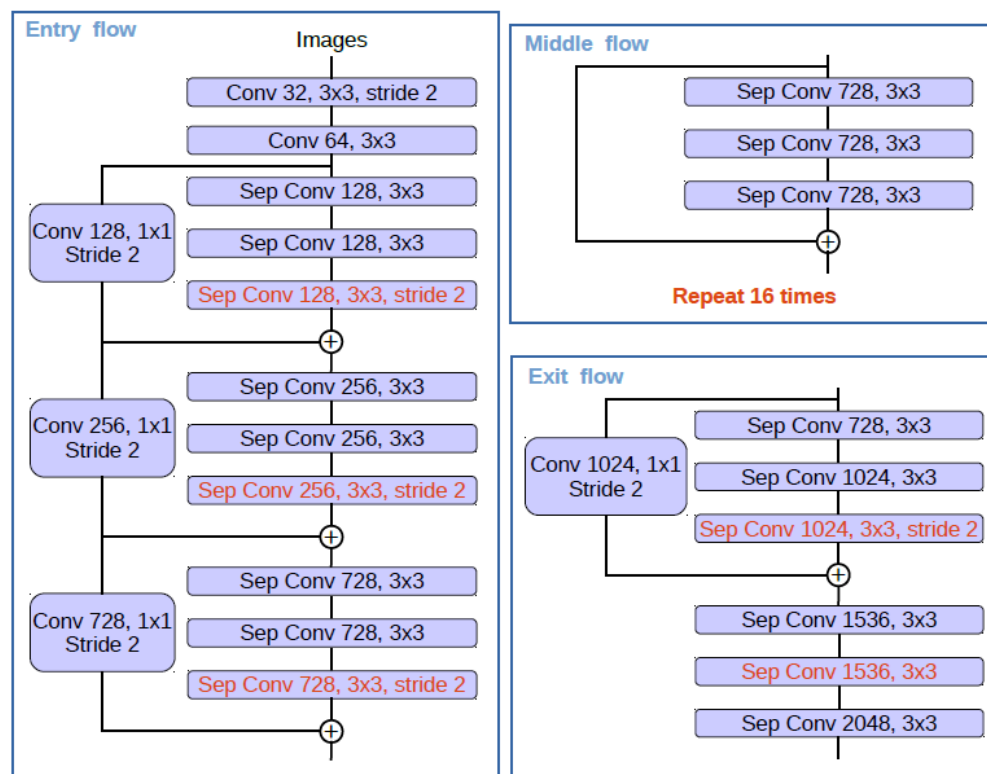 Entry flow
Images
Conv 32, 3x3, stride 2
Conv 64, 3x3
Sep Conv 128, 3x3
Conv 128, 1x1
Stride 2
Sep Conv 128, 3x3
Sep Conv 128, 3x3, stride 2
+
Sep Conv 256, 3x3
Conv 256, 1x1
Stride 2
Sep Conv 256, 3x3
Sep Conv 256, 3x3, stride 2
+
Sep Conv 728, 3x3
Conv 728, 1x1
Stride 2
Sep Conv 728, 3x3
Sep Conv 728, 3x3, stride 2
+
Middle flow
Sep Conv 728, 3x3
Sep Conv 728, 3x3
Sep Conv 728, 3x3
+
Repeat 16 times
Exit flow
Sep Conv 728, 3x3
Conv 1024, 1x1
Stride 2
Sep Conv 1024, 3x3
Sep Conv 1024, 3x3, stride 2
+
Sep Conv 1536, 3x3
Sep Conv 1536, 3x3
Sep Conv 2048, 3x3